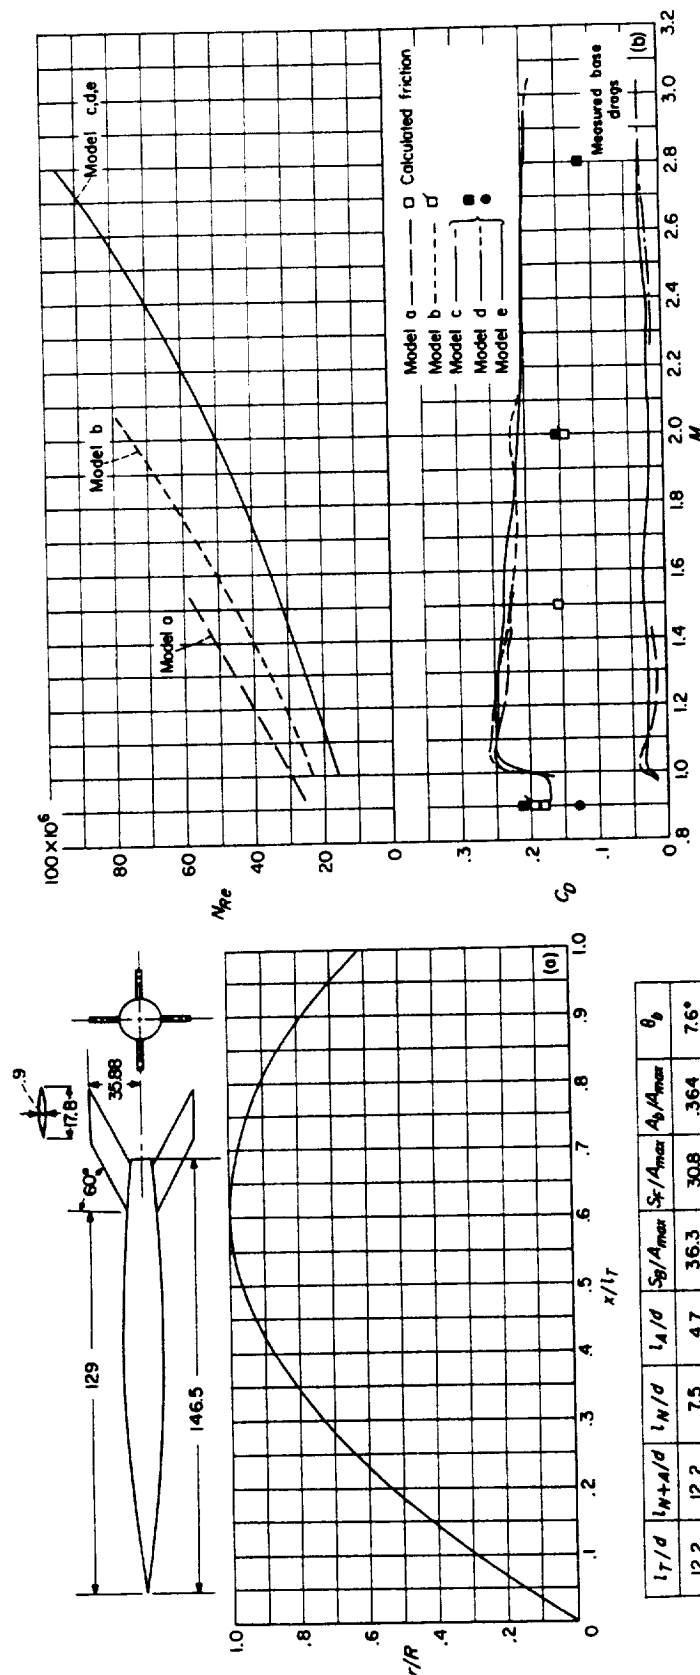 .9
17.8
35.88
60°
129
146.5
r/R
1.0
.8
.6
.4
.2
0
.1
.2
.3
.4
.5
.6
.7
.8
.9
1.0
x/l_T
(a)
l_T/d l_N+A/d l_N/d l_A/d S_B/A_max S_F/A_max A_b/A_max θ_b
12.2 12.2 7.5 4.7 36.3 30.8 .364 7.6°
100×10⁶
80
60
40
20
0
N_Re
Model a
Model b
Model c,d,e
Model a □ Calculated friction
Model b
Model c
Model d
Model e
Measured base drags
(b)
.3
.2
.1
0
C_D
.8 1.0 1.2 1.4 1.6 1.8 2.0 2.2 2.4 2.6 2.8 3.0 3.2
M